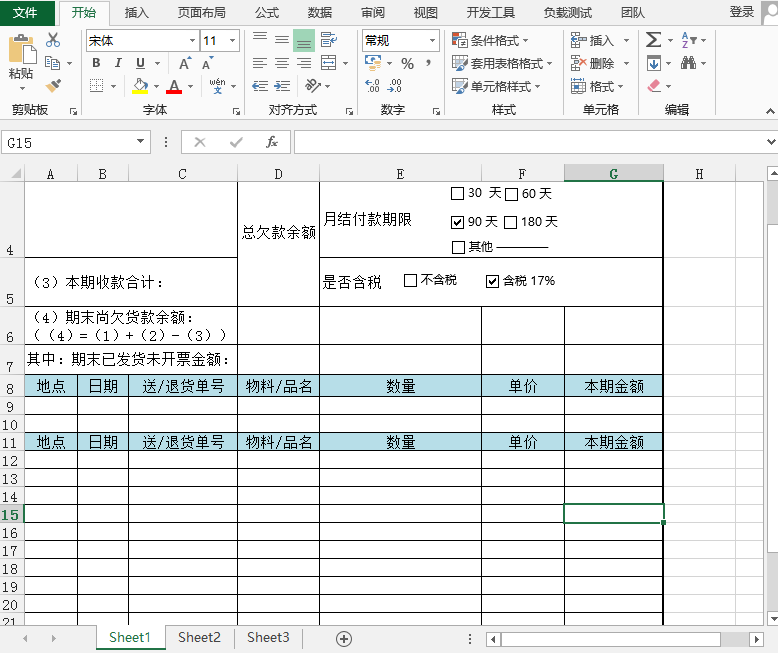 文件 开始 插入 页面布局 公式 数据 审阅 视图 开发工具 负载测试 团队 登录
宋体 11 常规 条件格式 插入
粘贴 B I U A A % , 套用表格格式 删除
A wén 文 .00 .0 单元格样式 格式
剪贴板 字体 对齐方式 数字 样式 单元格 编辑
G15 fx
A B C D E F G H
4 总欠款余额 月结付款期限 30 天 60 天
90 天 180 天
其他
5 （3）本期收款合计： 是否含税 不含税 含税 17%
6 （4）期末尚欠货款余额：
（（4）=（1）+（2）-（3））
7 其中：期末已发货未开票金额：
8 地点 日期 送/退货单号 物料/品名 数量 单价 本期金额
9
10
11 地点 日期 送/退货单号 物料/品名 数量 单价 本期金额
12
13
14
15
16
17
18
19
20
21
Sheet1 Sheet2 Sheet3